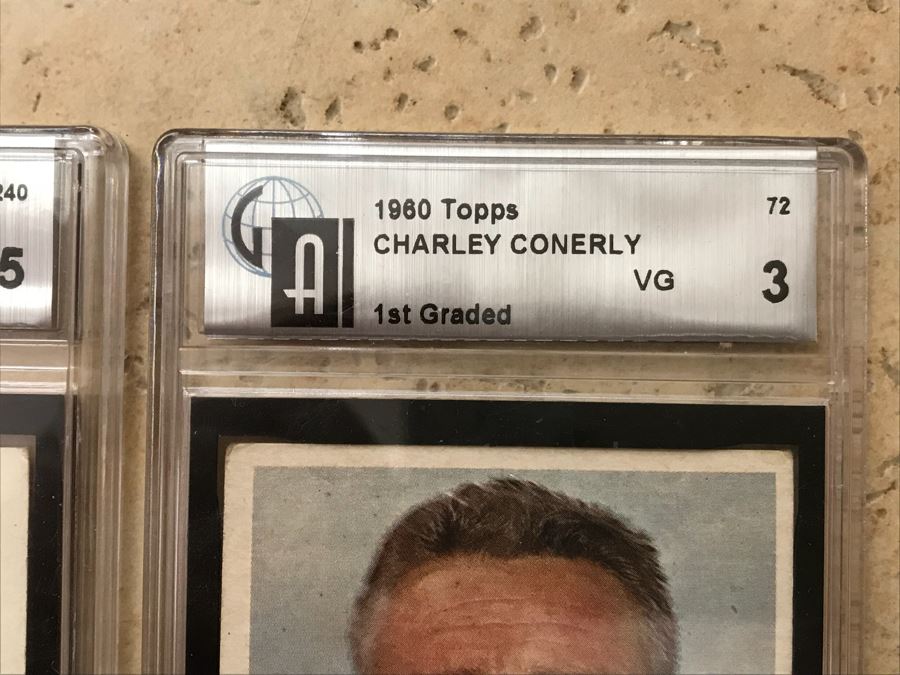 240
5
1960 Topps
72
CHARLEY CONERLY
VG
3
1st Graded
GAI